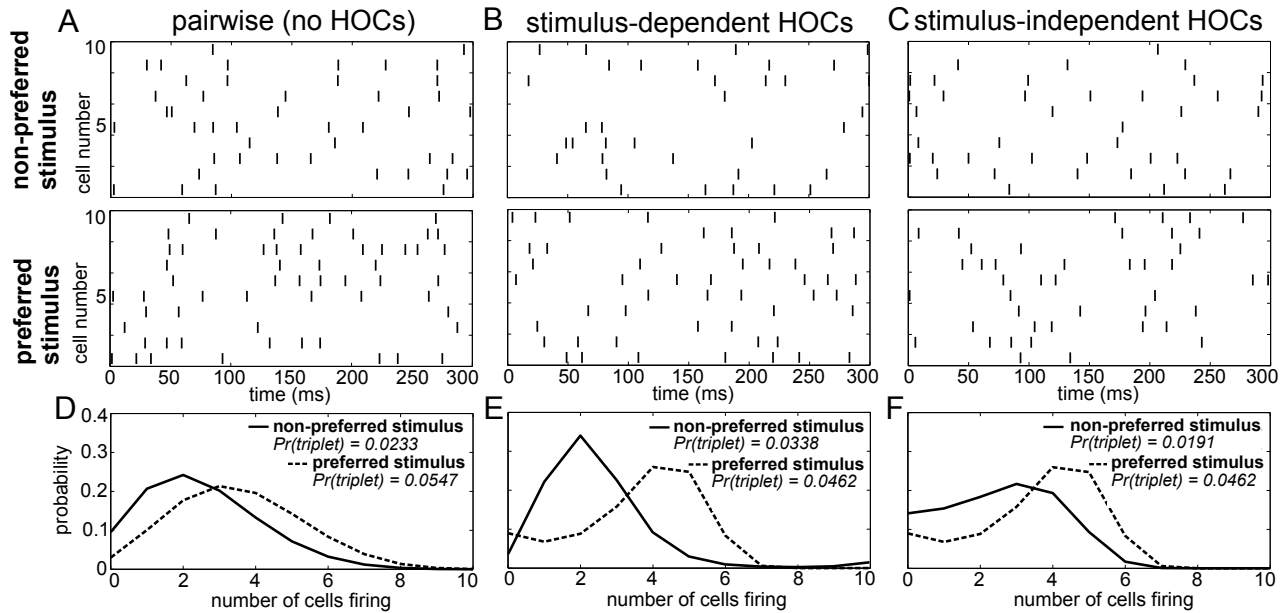 A pairwise (no HOCs) B stimulus-dependent HOCs C stimulus-independent HOCs
non-preferred
stimulus
cell number
10
5
preferred
stimulus
cell number
10
5
0 50 100 150 200 250 300
0 50 100 150 200 250 300
0 50 100 150 200 250 300
time (ms) time (ms) time (ms)
D
probability
0.4
0.3
0.2
0.1
0
non-preferred stimulus
Pr(triplet) = 0.0233
preferred stimulus
Pr(triplet) = 0.0547
0 2 4 6 8 10
number of cells firing
E
non-preferred stimulus
Pr(triplet) = 0.0338
preferred stimulus
Pr(triplet) = 0.0462
0 2 4 6 8 10
number of cells firing
F
non-preferred stimulus
Pr(triplet) = 0.0191
preferred stimulus
Pr(triplet) = 0.0462
0 2 4 6 8 10
number of cells firing